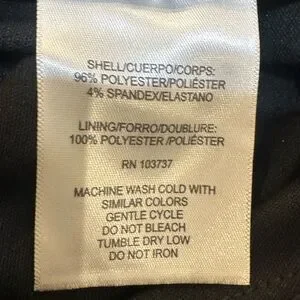 SHELL/CUERPO/CORPS:
96% POLYESTER/POLIÉSTER
4% SPANDEX/ELASTANO
LINING/FORRO/DOUBLURE:
100% POLYESTER/POLIÉSTER
RN 103737
MACHINE WASH COLD WITH
SIMILAR COLORS
GENTLE CYCLE
DO NOT BLEACH
TUMBLE DRY LOW
DO NOT IRON